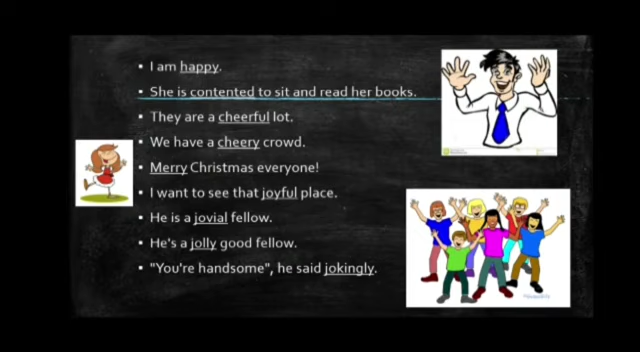 I am happy.
She is contented to sit and read her books.
They are a cheerful lot.
We have a cheery crowd.
Merry Christmas everyone!
I want to see that joyful place.
He is a jovial fellow.
He's a jolly good fellow.
"You're handsome", he said jokingly.